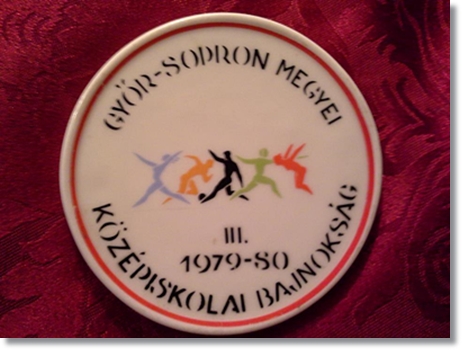 GYŐR-SOPRON MEGYEI
III.
1979-80
KÖZÉPISKOLAI BAJNOKSÁG